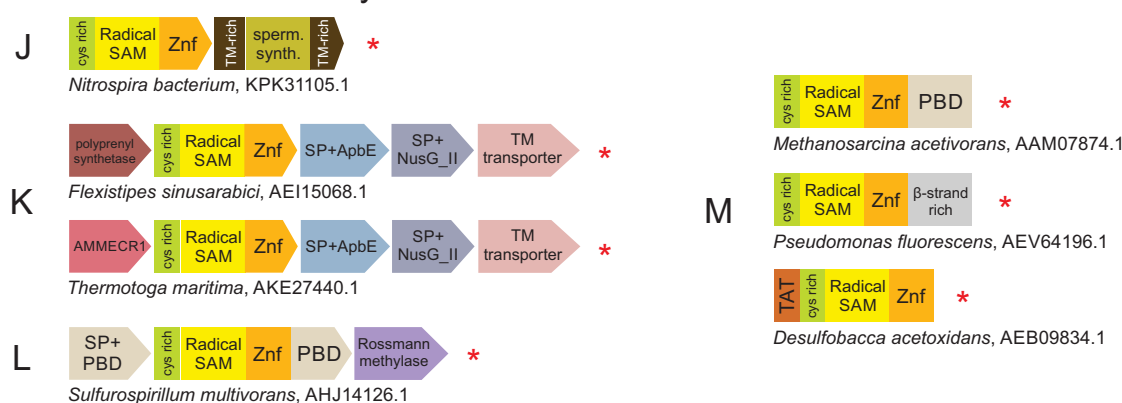 J
cys rich
Radical
SAM
Znf
TM-rich
sperm.
synth.
TM-rich
*
Nitrospira bacterium, KPK31105.1
K
polyprenyl
synthetase
cys rich
Radical
SAM
Znf
SP+ApbE
SP+
NusG_II
TM
transporter
*
Flexistipes sinusarabici, AEI15068.1
AMMECR1
cys rich
Radical
SAM
Znf
SP+ApbE
SP+
NusG_II
TM
transporter
*
Thermotoga maritima, AKE27440.1
L
SP+
PBD
cys rich
Radical
SAM
Znf
PBD
Rossmann
methylase
*
Sulfurospirillum multivorans, AHJ14126.1
M
cys rich
Radical
SAM
Znf
PBD
*
Methanosarcina acetivorans, AAM07874.1
cys rich
Radical
SAM
Znf
β-strand
rich
*
Pseudomonas fluorescens, AEV64196.1
TAT
cys rich
Radical
SAM
Znf
*
Desulfobacca acetoxidans, AEB09834.1